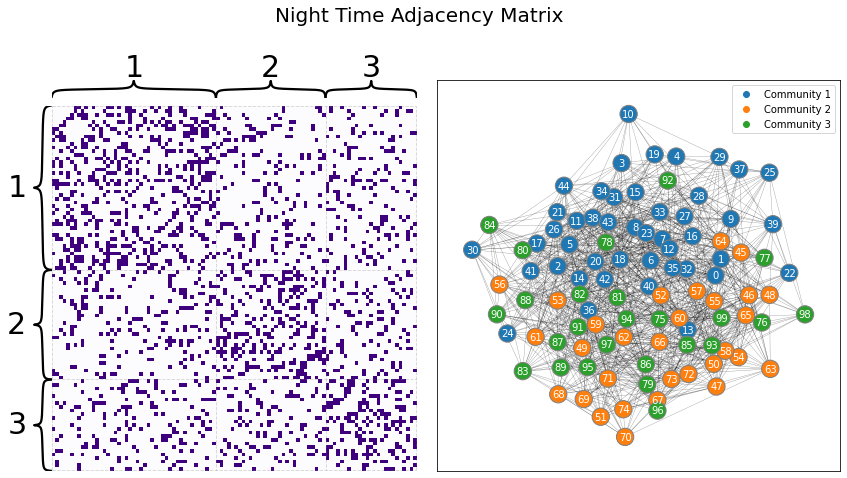 Night Time Adjacency Matrix
1 2 3
1
2
3
Community 1
Community 2
Community 3
10
19 4 29
3 37
92 25
44 34 31 15 28
21 33 27 9
84 11 38 43 39
26 8 23 16
17 5 78 7 64
30 80 12 45
20 18 6 1 77
41 2 35 32 22
14 42 0
56 40
82 81 52 57 46 48
88 53 55
90 36 94 75 60 65 98
91 59 99 76
24 61 62 13
87 49 97 66 85 93
58 54
83 89 95 86 50 63
71 73 72
79 47
68 69 67
51 74 96
70